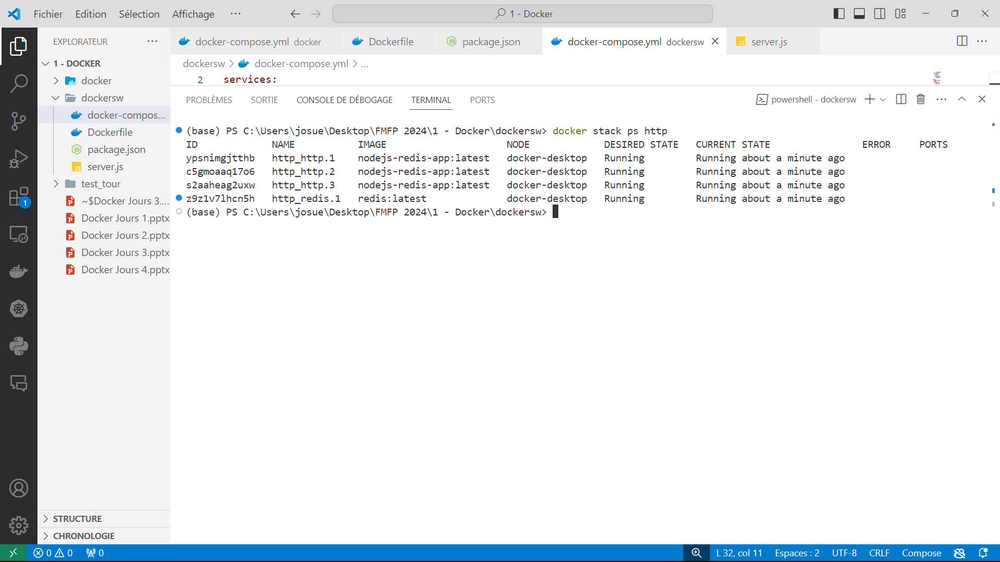 Fichier Edition Sélection Affichage ··· 1 - Docker
EXPLORATEUR ···
docker-compose.yml docker Dockerfile package.json docker-compose.yml dockersw server.js ···
1 - DOCKER
docker
dockersw
docker-compos...
Dockerfile
package.json
server.js
test_tour
~$Docker Jours 3....
Docker Jours 1.pptx
Docker Jours 2.pptx
Docker Jours 3.pptx
Docker Jours 4.pptx
STRUCTURE
CHRONOLOGIE
1
dockersw > docker-compose.yml > ...
2 services:
PROBLÈMES SORTIE CONSOLE DE DÉBOGAGE TERMINAL PORTS powershell - dockersw ···
(base) PS C:\Users\josue\Desktop\FMFP 2024\1 - Docker\dockersw> docker stack ps http
ID NAME IMAGE NODE DESIRED STATE CURRENT STATE ERROR PORTS
ypsnimgjtthb http_http.1 nodejs-redis-app:latest docker-desktop Running Running about a minute ago
c5gmoaaq17o6 http_http.2 nodejs-redis-app:latest docker-desktop Running Running about a minute ago
s2aaheag2uxw http_http.3 nodejs-redis-app:latest docker-desktop Running Running about a minute ago
z9z1v7lhcn5h http_redis.1 redis:latest docker-desktop Running Running about a minute ago
(base) PS C:\Users\josue\Desktop\FMFP 2024\1 - Docker\dockersw>
0 0 0 L 32, col 11 Espaces : 2 UTF-8 CRLF Compose